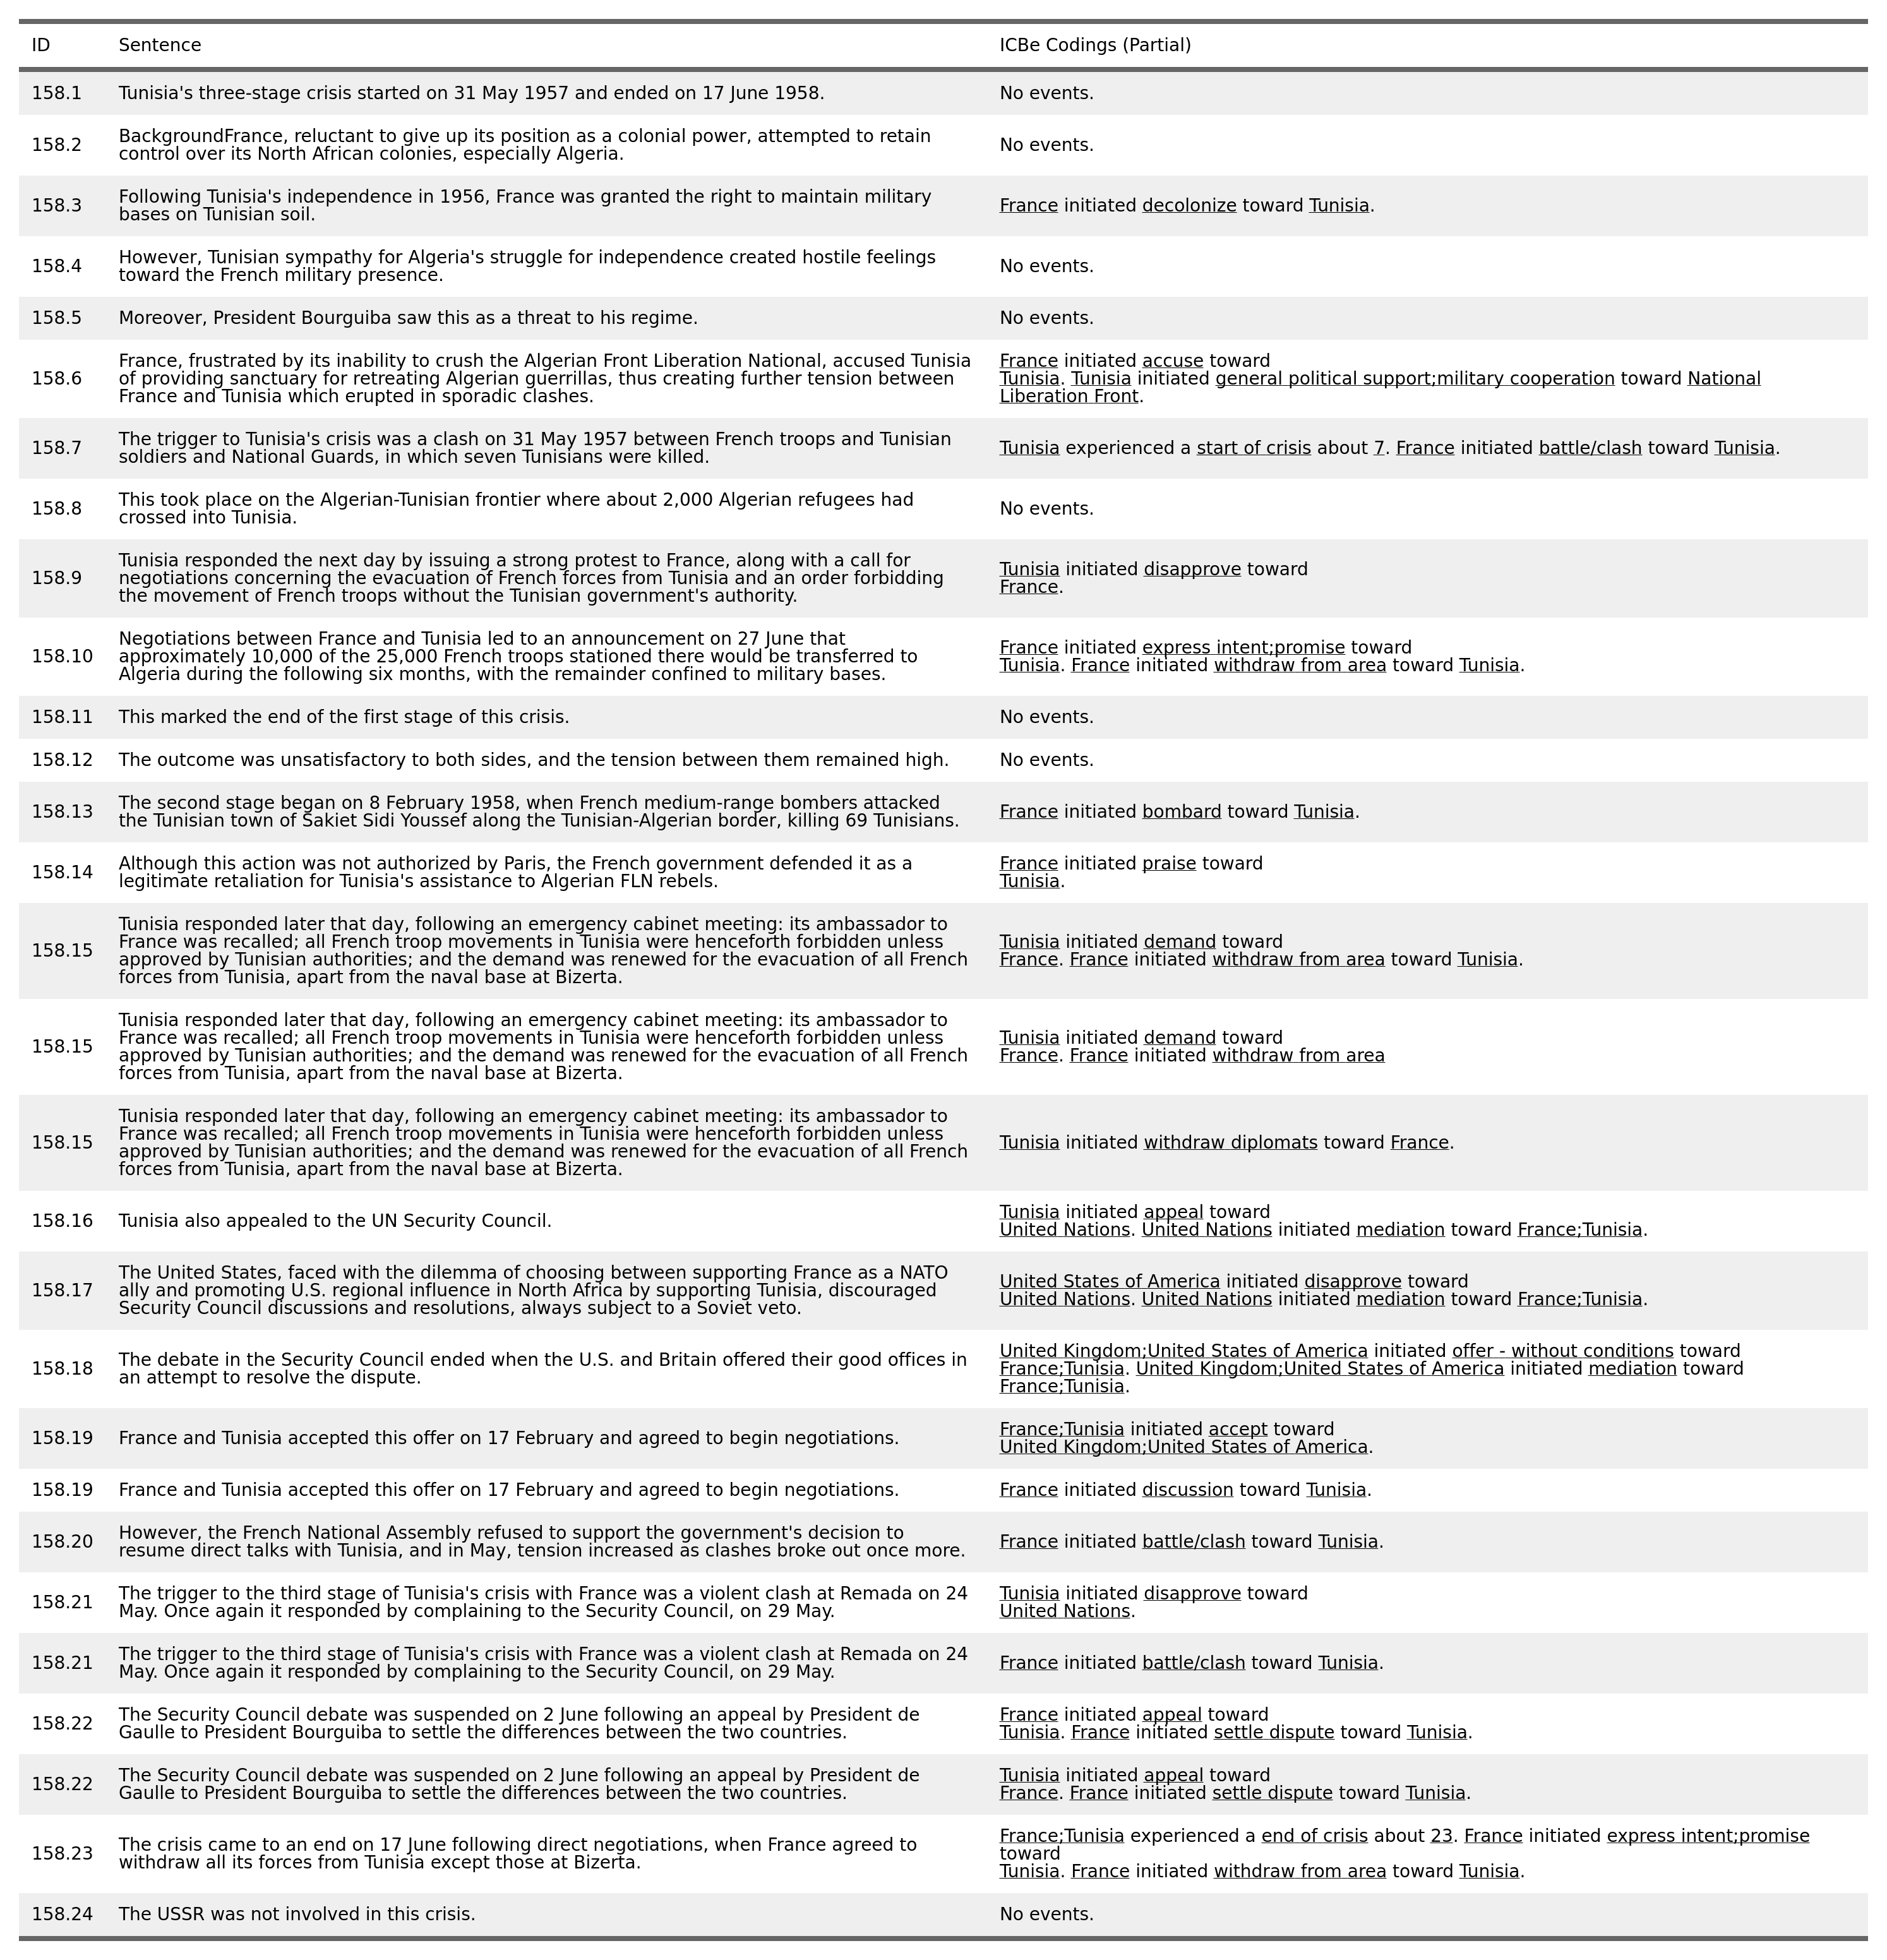 ID Sentence ICBe Codings (Partial)
158.1 Tunisia's three-stage crisis started on 31 May 1957 and ended on 17 June 1958. No events.
158.2 BackgroundFrance, reluctant to give up its position as a colonial power, attempted to retain
control over its North African colonies, especially Algeria. No events.
158.3 Following Tunisia's independence in 1956, France was granted the right to maintain military
bases on Tunisian soil. France initiated decolonize toward Tunisia.
158.4 However, Tunisian sympathy for Algeria's struggle for independence created hostile feelings
toward the French military presence. No events.
158.5 Moreover, President Bourguiba saw this as a threat to his regime. No events.
158.6 France, frustrated by its inability to crush the Algerian Front Liberation National, accused Tunisia
of providing sanctuary for retreating Algerian guerrillas, thus creating further tension between
France and Tunisia which erupted in sporadic clashes.
France initiated accuse toward
Tunisia. Tunisia initiated general political support;military cooperation toward National
Liberation Front.
158.7 The trigger to Tunisia's crisis was a clash on 31 May 1957 between French troops and Tunisian
soldiers and National Guards, in which seven Tunisians were killed.
Tunisia experienced a start of crisis about 7. France initiated battle/clash toward Tunisia.
158.8 This took place on the Algerian-Tunisian frontier where about 2,000 Algerian refugees had
crossed into Tunisia. No events.
158.9 Tunisia responded the next day by issuing a strong protest to France, along with a call for
negotiations concerning the evacuation of French forces from Tunisia and an order forbidding
the movement of French troops without the Tunisian government's authority.
Tunisia initiated disapprove toward
France.
158.10 Negotiations between France and Tunisia led to an announcement on 27 June that
approximately 10,000 of the 25,000 French troops stationed there would be transferred to
Algeria during the following six months, with the remainder confined to military bases.
France initiated express intent;promise toward
Tunisia. France initiated withdraw from area toward Tunisia.
158.11 This marked the end of the first stage of this crisis. No events.
158.12 The outcome was unsatisfactory to both sides, and the tension between them remained high. No events.
158.13 The second stage began on 8 February 1958, when French medium-range bombers attacked
the Tunisian town of Sakiet Sidi Youssef along the Tunisian-Algerian border, killing 69 Tunisians.
France initiated bombard toward Tunisia.
158.14 Although this action was not authorized by Paris, the French government defended it as a
legitimate retaliation for Tunisia's assistance to Algerian FLN rebels.
France initiated praise toward
Tunisia.
158.15 Tunisia responded later that day, following an emergency cabinet meeting: its ambassador to
France was recalled; all French troop movements in Tunisia were henceforth forbidden unless
approved by Tunisian authorities; and the demand was renewed for the evacuation of all French
forces from Tunisia, apart from the naval base at Bizerta.
Tunisia initiated demand toward
France. France initiated withdraw from area toward Tunisia.
158.15 Tunisia responded later that day, following an emergency cabinet meeting: its ambassador to
France was recalled; all French troop movements in Tunisia were henceforth forbidden unless
approved by Tunisian authorities; and the demand was renewed for the evacuation of all French
forces from Tunisia, apart from the naval base at Bizerta.
Tunisia initiated demand toward
France. France initiated withdraw from area
158.15 Tunisia responded later that day, following an emergency cabinet meeting: its ambassador to
France was recalled; all French troop movements in Tunisia were henceforth forbidden unless
approved by Tunisian authorities; and the demand was renewed for the evacuation of all French
forces from Tunisia, apart from the naval base at Bizerta.
Tunisia initiated withdraw diplomats toward France.
158.16 Tunisia also appealed to the UN Security Council.
Tunisia initiated appeal toward
United Nations. United Nations initiated mediation toward France;Tunisia.
158.17 The United States, faced with the dilemma of choosing between supporting France as a NATO
ally and promoting U.S. regional influence in North Africa by supporting Tunisia, discouraged
Security Council discussions and resolutions, always subject to a Soviet veto.
United States of America initiated disapprove toward
United Nations. United Nations initiated mediation toward France;Tunisia.
158.18 The debate in the Security Council ended when the U.S. and Britain offered their good offices in
an attempt to resolve the dispute.
United Kingdom;United States of America initiated offer - without conditions toward
France;Tunisia. United Kingdom;United States of America initiated mediation toward
France;Tunisia.
158.19 France and Tunisia accepted this offer on 17 February and agreed to begin negotiations.
France;Tunisia initiated accept toward
United Kingdom;United States of America.
158.19 France and Tunisia accepted this offer on 17 February and agreed to begin negotiations. France initiated discussion toward Tunisia.
158.20 However, the French National Assembly refused to support the government's decision to
resume direct talks with Tunisia, and in May, tension increased as clashes broke out once more.
France initiated battle/clash toward Tunisia.
158.21 The trigger to the third stage of Tunisia's crisis with France was a violent clash at Remada on 24
May. Once again it responded by complaining to the Security Council, on 29 May.
Tunisia initiated disapprove toward
United Nations.
158.21 The trigger to the third stage of Tunisia's crisis with France was a violent clash at Remada on 24
May. Once again it responded by complaining to the Security Council, on 29 May.
France initiated battle/clash toward Tunisia.
158.22 The Security Council debate was suspended on 2 June following an appeal by President de
Gaulle to President Bourguiba to settle the differences between the two countries.
France initiated appeal toward
Tunisia. France initiated settle dispute toward Tunisia.
158.22 The Security Council debate was suspended on 2 June following an appeal by President de
Gaulle to President Bourguiba to settle the differences between the two countries.
Tunisia initiated appeal toward
France. France initiated settle dispute toward Tunisia.
158.23 The crisis came to an end on 17 June following direct negotiations, when France agreed to
withdraw all its forces from Tunisia except those at Bizerta.
France;Tunisia experienced a end of crisis about 23. France initiated express intent;promise
toward
Tunisia. France initiated withdraw from area toward Tunisia.
158.24 The USSR was not involved in this crisis. No events.